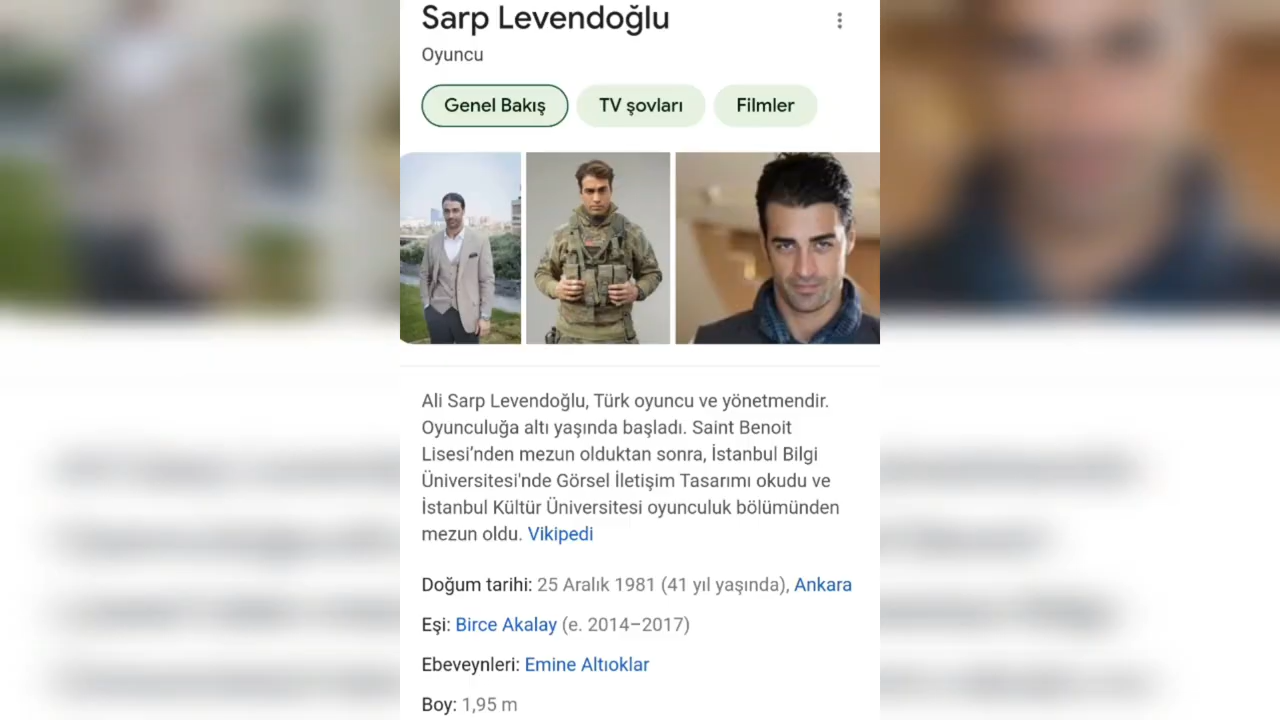 Sarp Levendoğlu
Oyuncu
Genel Bakış
TV şovları
Filmler
Ali Sarp Levendoğlu, Türk oyuncu ve yönetmendir.
Oyunculuğa altı yaşında başladı. Saint Benoit
Lisesi'nden mezun olduktan sonra, İstanbul Bilgi
Üniversitesi'nde Görsel İletişim Tasarımı okudu ve
İstanbul Kültür Üniversitesi oyunculuk bölümünden
mezun oldu. Vikipedi
Doğum tarihi: 25 Aralık 1981 (41 yıl yaşında), Ankara
Eşi: Birce Akalay (e. 2014–2017)
Ebeveynleri: Emine Altıoklar
Boy: 1,95 m